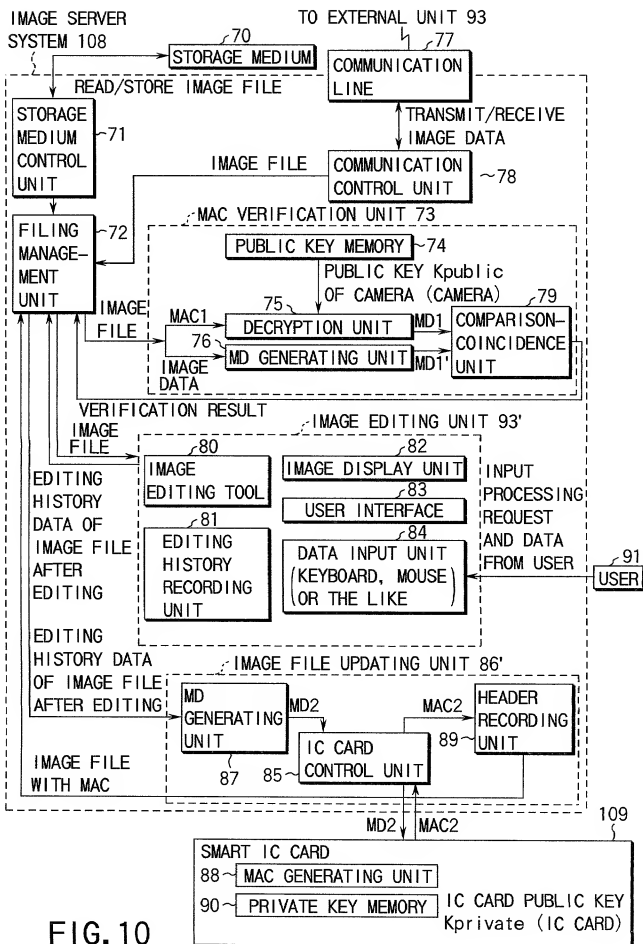 IMAGE SERVER
SYSTEM 108
70
STORAGE MEDIUM
TO EXTERNAL UNIT 93
77
COMMUNICATION
LINE
READ/STORE IMAGE FILE
STORAGE
MEDIUM
CONTROL
UNIT
71
TRANSMIT/RECEIVE
IMAGE DATA
IMAGE FILE
COMMUNICATION
CONTROL UNIT
78
FILING
MANAGE-
MENT
UNIT
72
MAC VERIFICATION UNIT 73
PUBLIC KEY MEMORY
74
PUBLIC KEY Kpublic
OF CAMERA (CAMERA)
79
IMAGE
FILE
MAC1
75
DECRYPTION UNIT
MD1
COMPARISON-
COINCIDENCE
UNIT
76
MD GENERATING UNIT
MD1'
IMAGE
DATA
VERIFICATION RESULT
IMAGE
FILE
IMAGE EDITING UNIT 93'
80
IMAGE
EDITING TOOL
82
IMAGE DISPLAY UNIT
83
USER INTERFACE
81
EDITING
HISTORY
RECORDING
UNIT
84
DATA INPUT UNIT
(KEYBOARD, MOUSE
OR THE LIKE)
INPUT
PROCESSING
REQUEST
AND DATA
FROM USER
91
USER
EDITING
HISTORY
DATA OF
IMAGE FILE
AFTER
EDITING
EDITING
HISTORY DATA
OF IMAGE FILE
AFTER EDITING
IMAGE FILE UPDATING UNIT 86'
MD
GENERATING
UNIT
87
MD2
IC CARD
CONTROL UNIT
85
MAC2
HEADER
RECORDING
UNIT
89
IMAGE FILE
WITH MAC
MD2
MAC2
109
SMART IC CARD
88
MAC GENERATING UNIT
90
PRIVATE KEY MEMORY
IC CARD PUBLIC KEY
Kprivate (IC CARD)
FIG. 10